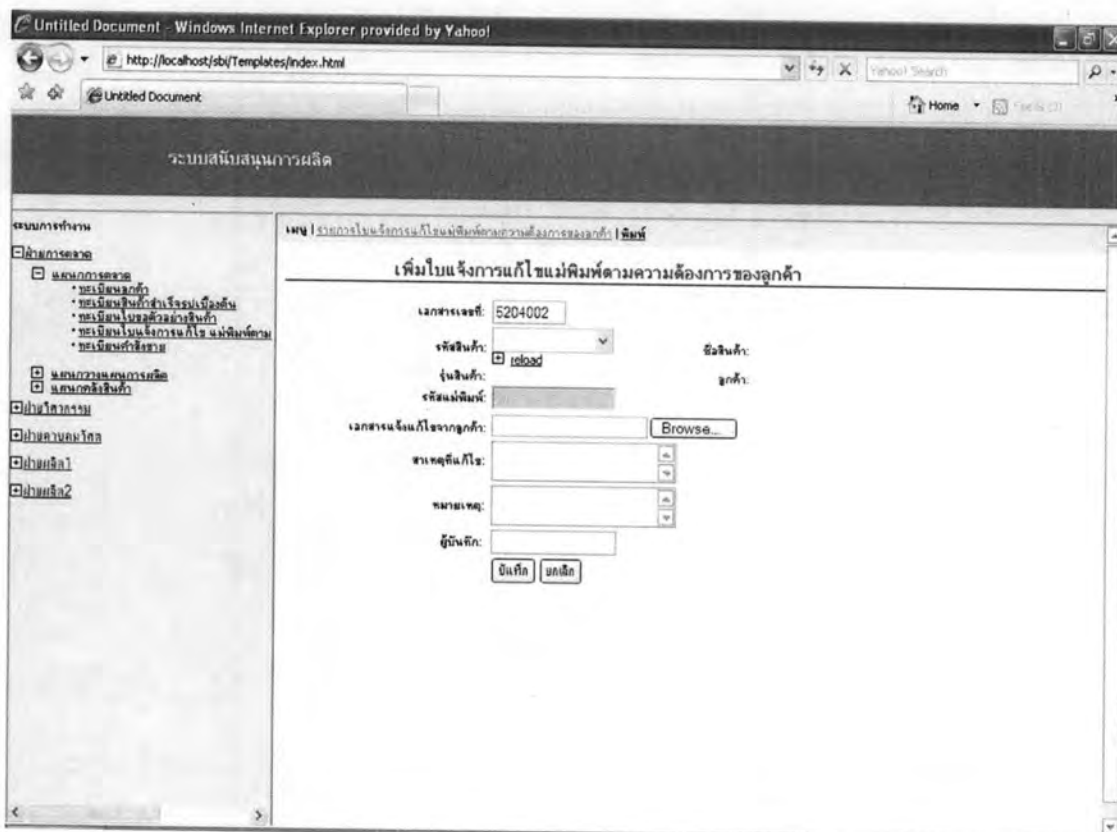 Untitled Document - Windows Internet Explorer provided by Yahoo!
http://localhost/sbi/Templates/index.html
Yahoo! Search
Untitled Document
Home
ระบบสนับสนุนการผลิต
ระบบการทำงาน
ฝ่ายการตลาด
แผนกการตลาด
ทะเบียนลูกค้า
ทะเบียนสินค้าสำเร็จรูปเบื้องต้น
ทะเบียนใบขอตัวอย่างสินค้า
ทะเบียนใบแจ้งการแก้ไข แม่พิมพ์ตาม
ทะเบียนคำสั่งขาย
แผนกวางแผนการผลิต
แผนกคลังสินค้า
ฝ่ายวิศวกรรม
ฝ่ายควบคุม
ฝ่ายผลิต1
ฝ่ายผลิต2
เมนู | รายการใบแจ้งการแก้ไขแม่พิมพ์ตามความต้องการของลูกค้า | พิมพ์
เพิ่มใบแจ้งการแก้ไขแม่พิมพ์ตามความต้องการของลูกค้า
เอกสารเลขที่: 5204002
รหัสสินค้า:
reload
ชื่อสินค้า:
รุ่นสินค้า:
ลูกค้า:
รหัสแม่พิมพ์:
เอกสารแจ้งแก้ไขจากลูกค้า: Browse...
สาเหตุที่แก้ไข:
หมายเหตุ:
ผู้บันทึก:
บันทึก ยกเลิก